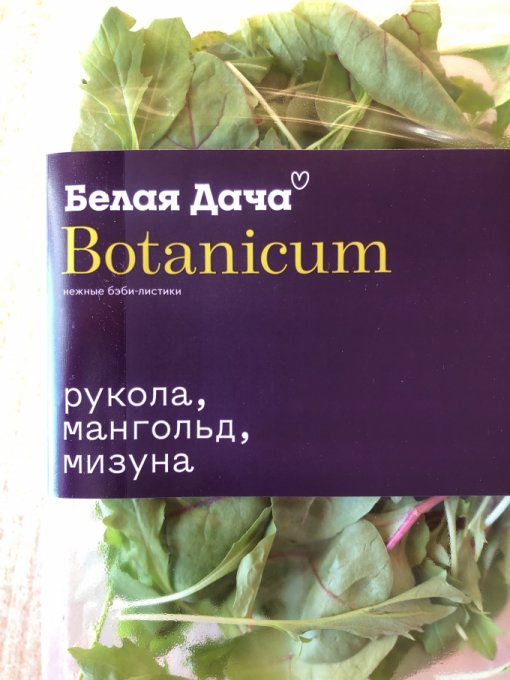 Белая Дача
Botanicum
нежные бэби-листики
рукола,
мангольд,
мизуна